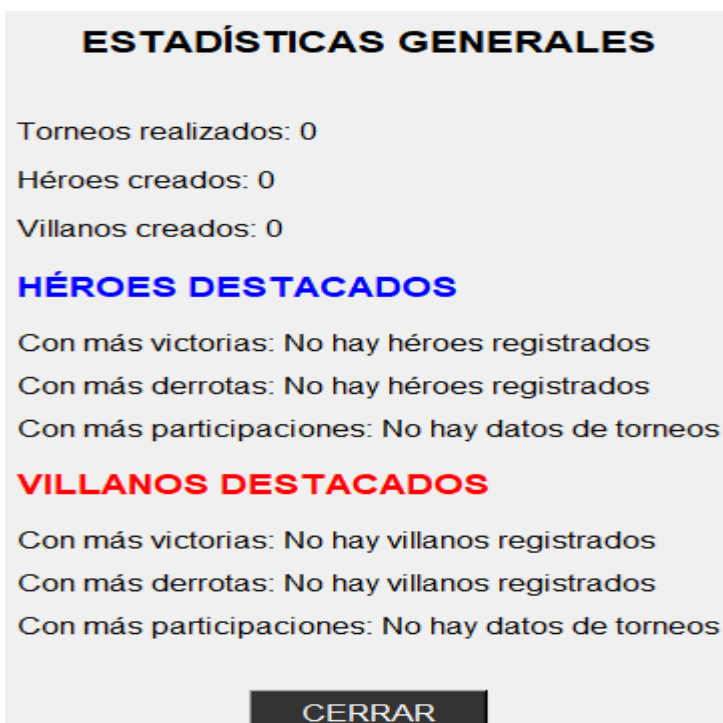 ESTADÍSTICAS GENERALES
Torneos realizados: 0
Héroes creados: 0
Villanos creados: 0
HÉROES DESTACADOS
Con más victorias: No hay héroes registrados
Con más derrotas: No hay héroes registrados
Con más participaciones: No hay datos de torneos
VILLANOS DESTACADOS
Con más victorias: No hay villanos registrados
Con más derrotas: No hay villanos registrados
Con más participaciones: No hay datos de torneos
CERRAR